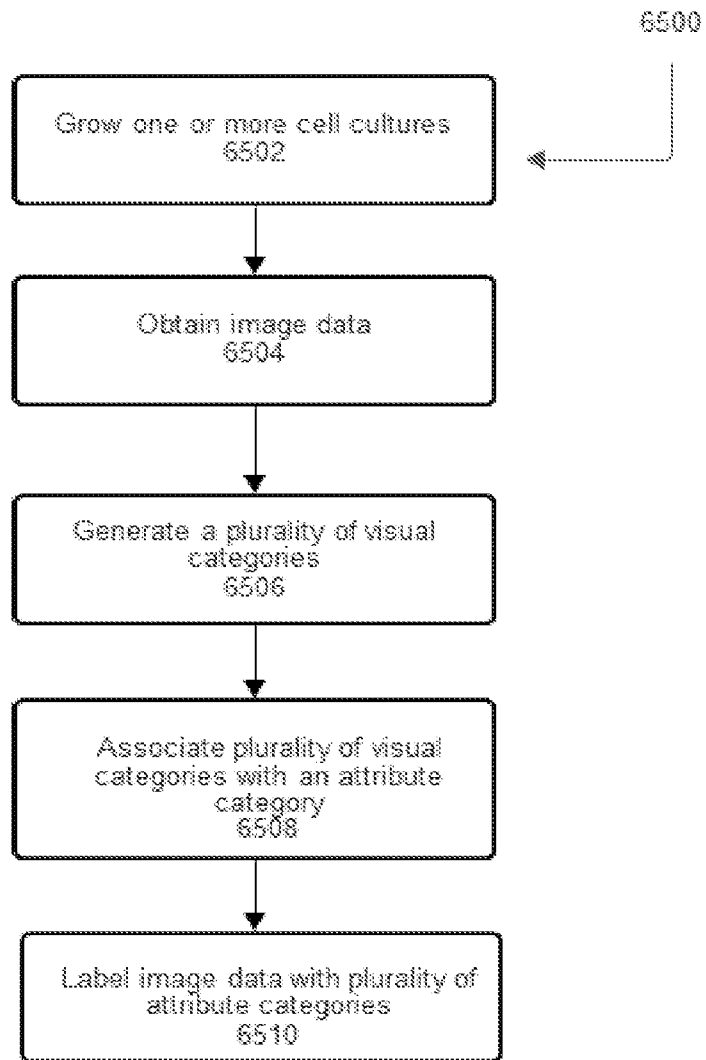 6500
Grow one or more cell cultures
6502
Obtain image data
6504
Generate a plurality of visual
categories
6506
Associate plurality of visual
categories with an attribute
category
6508
Label image data with plurality of
attribute categories
6510